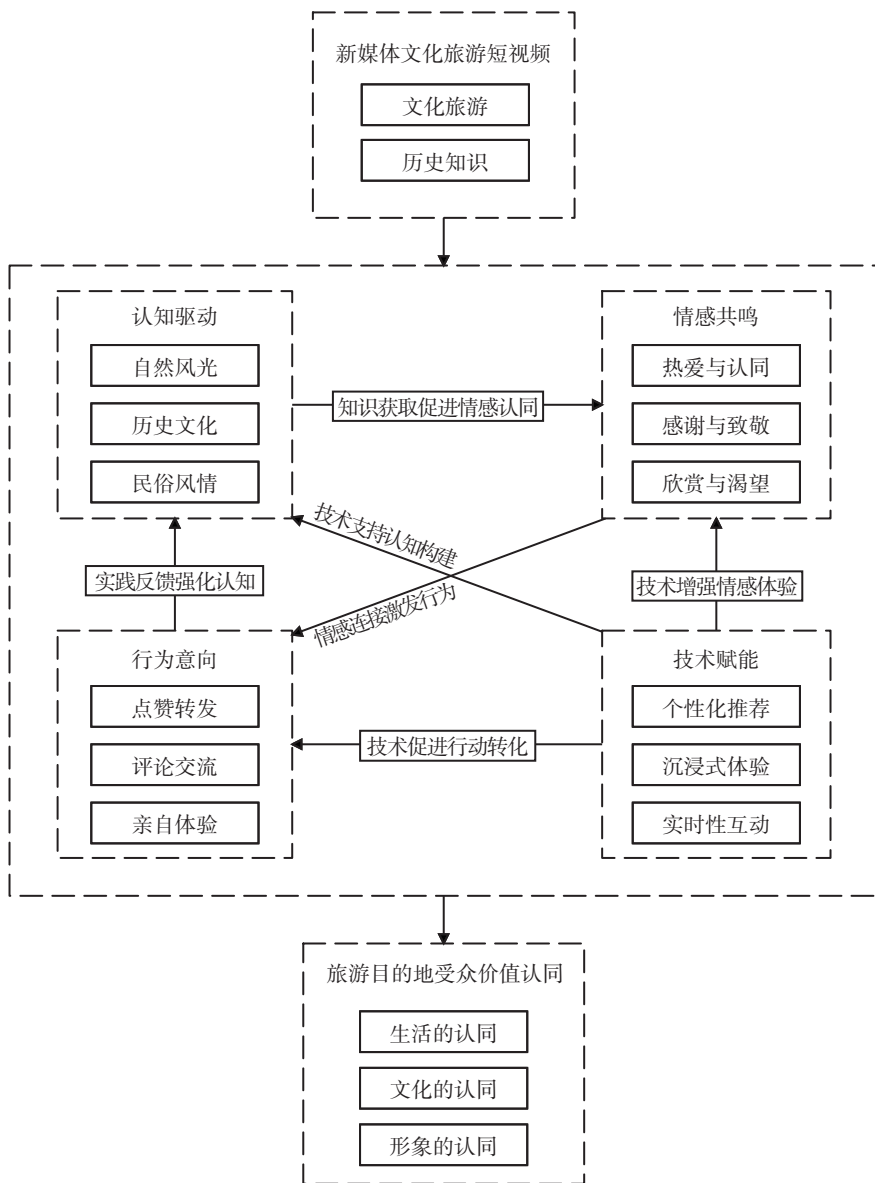 新媒体文化旅游短视频
文化旅游
历史知识
认知驱动
自然风光
历史文化
民俗风情
知识获取促进情感认同
情感共鸣
热爱与认同
感谢与致敬
欣赏与渴望
技术支持认知构建
情感连接激发行为
实践反馈强化认知
技术增强情感体验
行为意向
点赞转发
评论交流
亲自体验
技术促进行动转化
技术赋能
个性化推荐
沉浸式体验
实时性互动
旅游目的地受众价值认同
生活的认同
文化的认同
形象的认同